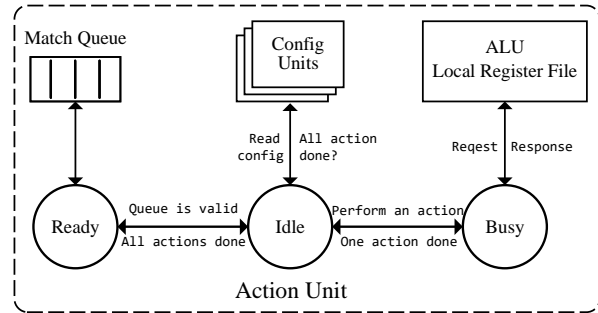 Match Queue
Config
Units
ALU
Local Register File
Read
config
All action
done?
Reqest
Response
Ready
Queue is valid
All actions done
Idle
Perform an action
One action done
Busy
Action Unit